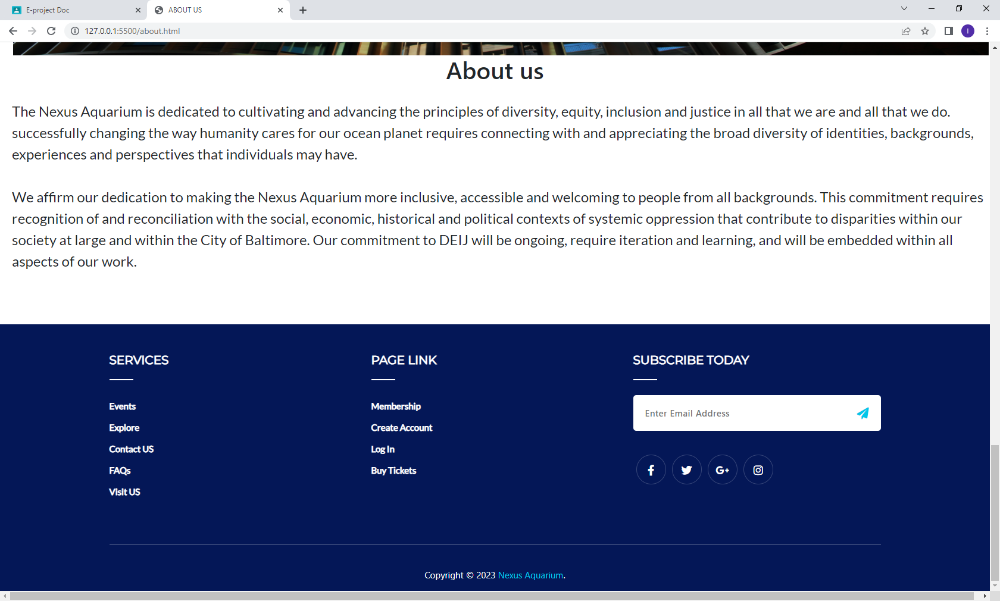 E-project Doc
ABOUT US
127.0.0.1:5500/about.html
I
About us
The Nexus Aquarium is dedicated to cultivating and advancing the principles of diversity, equity, inclusion and justice in all that we are and all that we do.
successfully changing the way humanity cares for our ocean planet requires connecting with and appreciating the broad diversity of identities, backgrounds,
experiences and perspectives that individuals may have.
We affirm our dedication to making the Nexus Aquarium more inclusive, accessible and welcoming to people from all backgrounds. This commitment requires
recognition of and reconciliation with the social, economic, historical and political contexts of systemic oppression that contribute to disparities within our
society at large and within the City of Baltimore. Our commitment to DEIJ will be ongoing, require iteration and learning, and will be embedded within all
aspects of our work.
SERVICES
Events
Explore
Contact US
FAQs
Visit US
PAGE LINK
Membership
Create Account
Log In
Buy Tickets
SUBSCRIBE TODAY
Enter Email Address
Copyright © 2023 Nexus Aquarium.